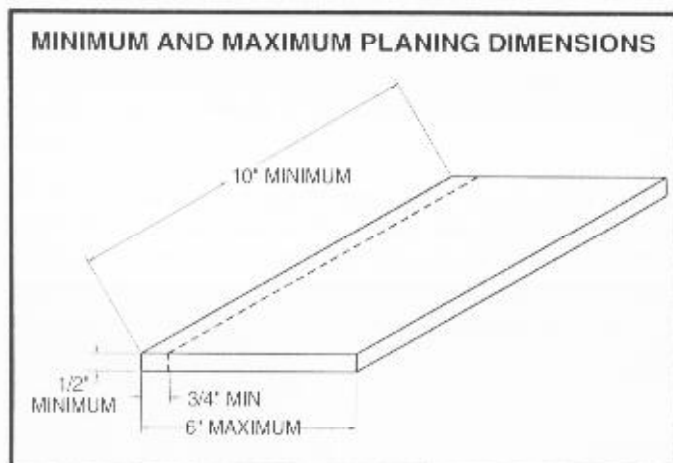 MINIMUM AND MAXIMUM PLANING DIMENSIONS
10" MINIMUM
1/2"
MINIMUM
3/4" MIN
6" MAXIMUM